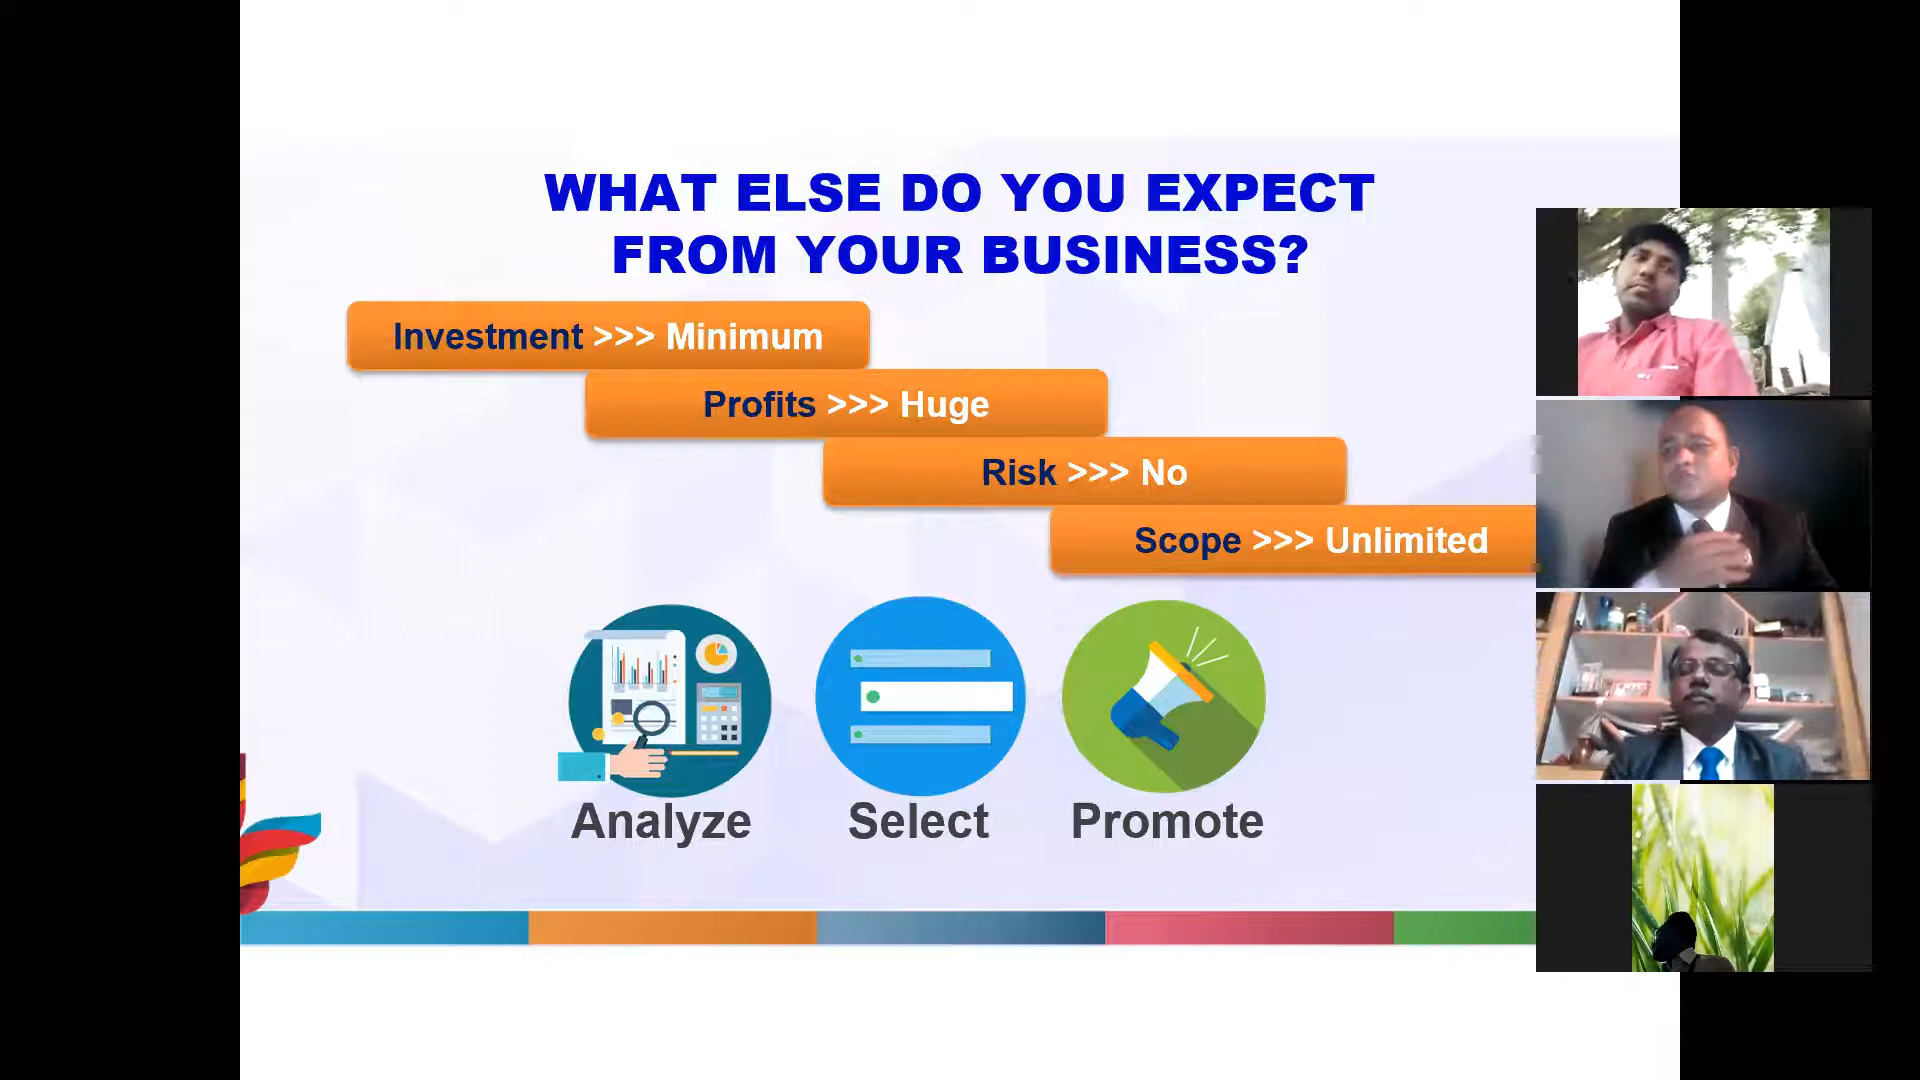 WHAT ELSE DO YOU EXPECT
FROM YOUR BUSINESS?
Investment >>> Minimum
Profits >>> Huge
Risk >>> No
Scope >>> Unlimited
Analyze
Select
Promote